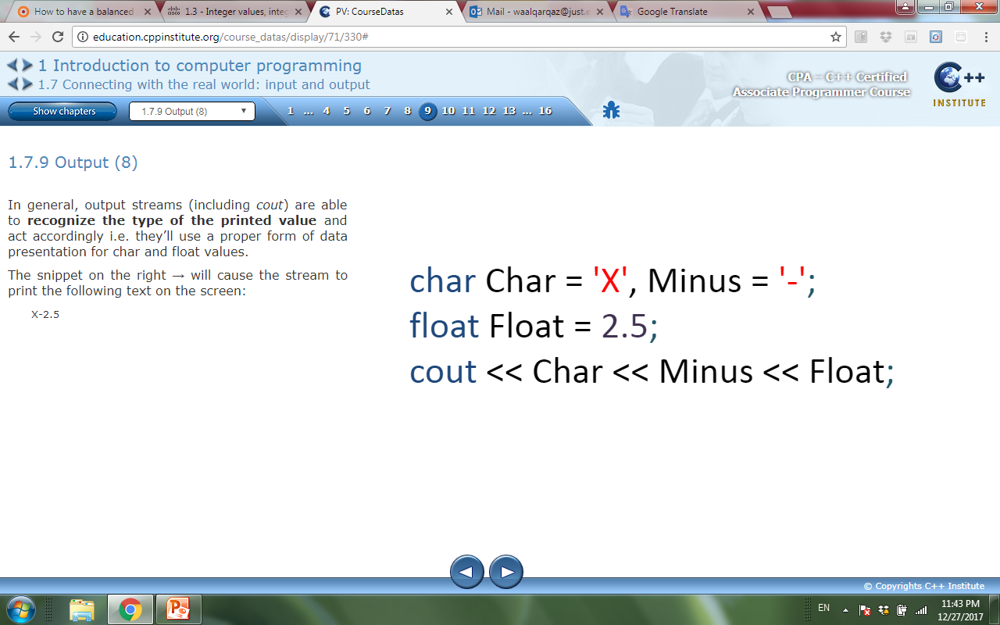 How to have a balanced
1.3 - Integer values, integ
PV: CourseDatas
Mail - waalqarqaz@just.e
Google Translate
education.cppinstitute.org/course_datas/display/71/330#
1 Introduction to computer programming
1.7 Connecting with the real world: input and output
CPA – C++ Certified
Associate Programmer Course
C++
INSTITUTE
Show chapters
1.7.9 Output (8)
1 ... 4 5 6 7 8 9 10 11 12 13 ... 16
1.7.9 Output (8)
In general, output streams (including cout) are able
to recognize the type of the printed value and
act accordingly i.e. they’ll use a proper form of data
presentation for char and float values.
The snippet on the right → will cause the stream to
print the following text on the screen:
X-2.5
char Char = 'X', Minus = '-';
float Float = 2.5;
cout << Char << Minus << Float;
© Copyrights C++ Institute
EN
11:43 PM
12/27/2017